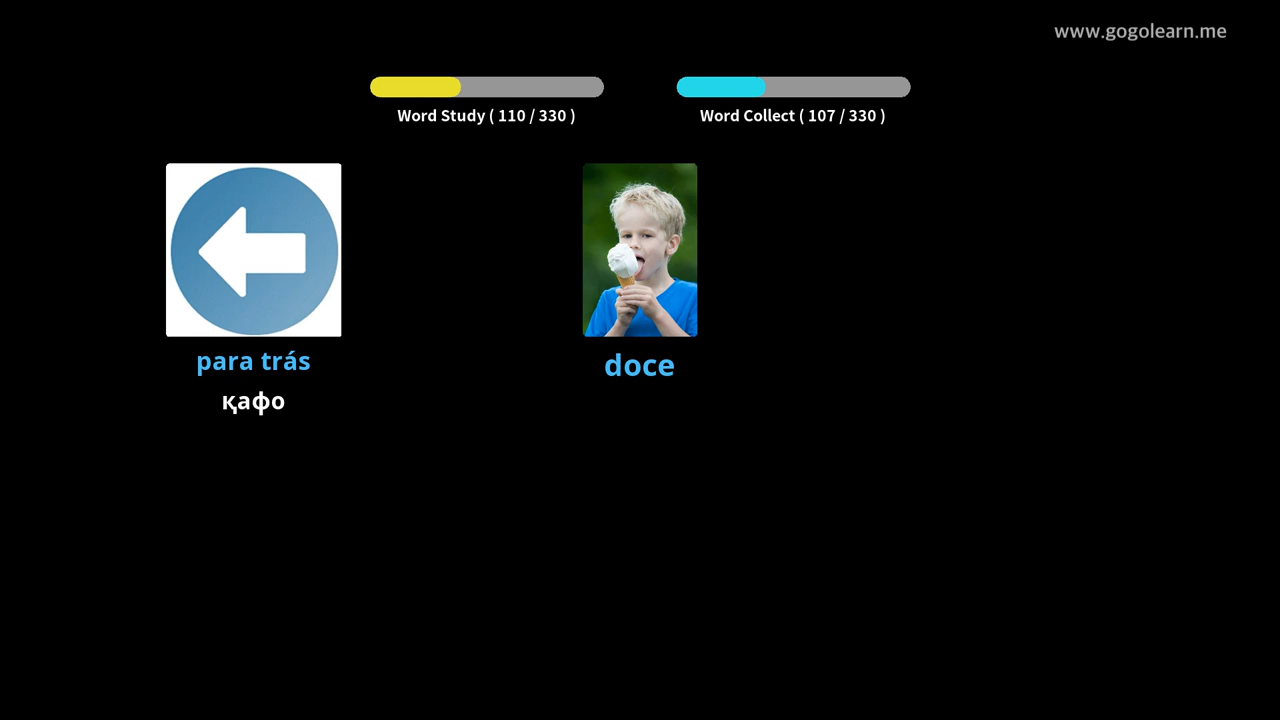 www.gogolearn.me
Word Study ( 110 / 330 )
Word Collect ( 107 / 330 )
para trás
қафо
doce